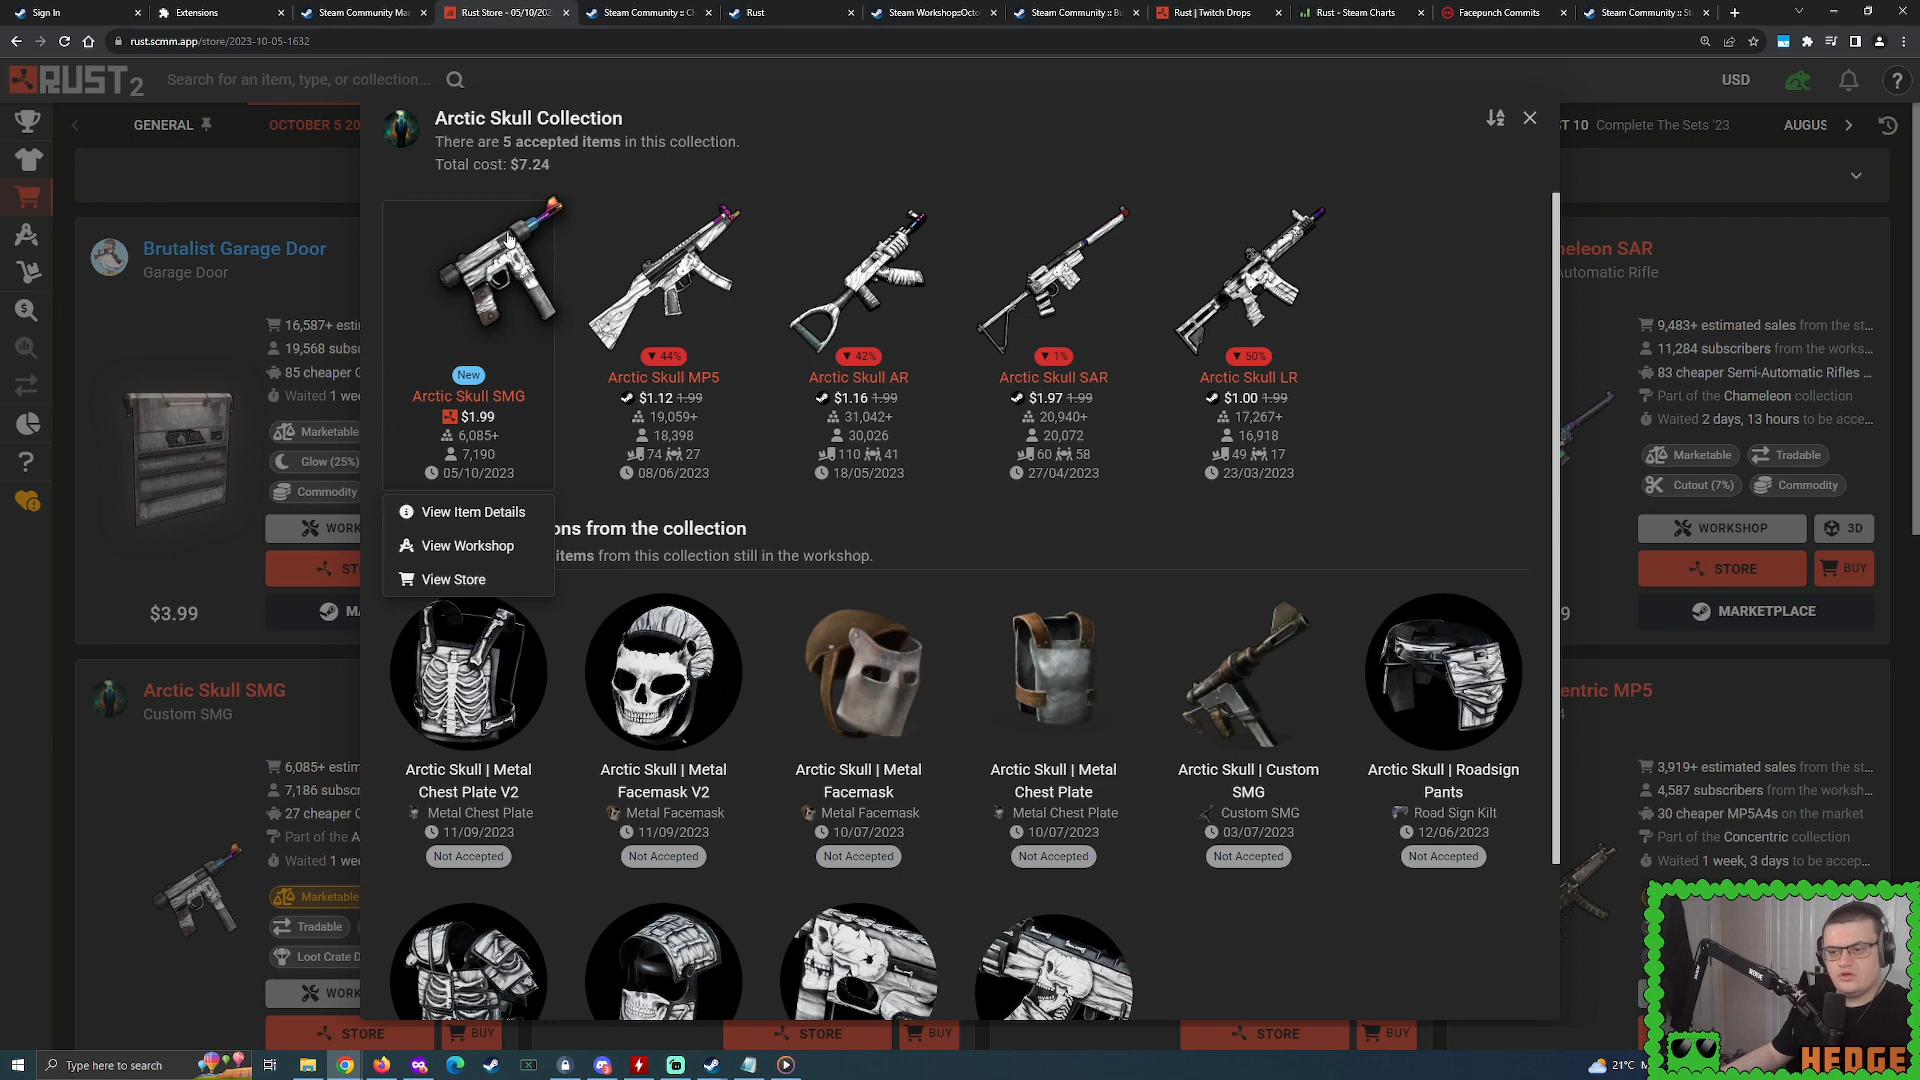 Sign In
Extensions
Steam Community Mar
Rust Store - 05/10/202
Steam Community ::
Rust
Steam Workshop::Octo
Steam Community :: Bu
Rust | Twitch Drops
Rust - Steam Charts
Facepunch Commits
Steam Community :: St
rust.scmm.app/store/2023-10-05-1632
RUST 2
Search for an item, type, or collection...
USD
GENERAL
OCTOBER 5 20
T 10 Complete The Sets '23
AUGUS
Arctic Skull Collection
There are 5 accepted items in this collection.
Total cost: $7.24
Brutalist Garage Door
Garage Door
16,587+ esti
19,568 subs
85 cheaper G
Waited 1 wee
Marketable
Glow (25%)
Commodity
WORK
ST
$3.99
MA
New
Arctic Skull SMG
$1.99
6,085+
7,190
05/10/2023
▼ 44%
Arctic Skull MP5
$1.12 1.99
19,059+
18,398
74 27
08/06/2023
▼ 42%
Arctic Skull AR
$1.16 1.99
31,042+
30,026
110 41
18/05/2023
▼ 1%
Arctic Skull SAR
$1.97 1.99
20,940+
20,072
60 58
27/04/2023
▼ 50%
Arctic Skull LR
$1.00 1.99
17,267+
16,918
49 17
23/03/2023
View Item Details
View Workshop
View Store
ons from the collection
items from this collection still in the workshop.
eleon SAR
Automatic Rifle
9,483+ estimated sales from the st...
11,284 subscribers from the works...
83 cheaper Semi-Automatic Rifles ...
Part of the Chameleon collection
Waited 2 days, 13 hours to be acce...
Marketable
Tradable
Cutout (7%)
Commodity
WORKSHOP
3D
STORE
BUY
MARKETPLACE
9
Arctic Skull | Metal
Chest Plate V2
Metal Chest Plate
11/09/2023
Not Accepted
Arctic Skull | Metal
Facemask V2
Metal Facemask
11/09/2023
Not Accepted
Arctic Skull | Metal
Facemask
Metal Facemask
10/07/2023
Not Accepted
Arctic Skull | Metal
Chest Plate
Metal Chest Plate
10/07/2023
Not Accepted
Arctic Skull | Custom
SMG
Custom SMG
03/07/2023
Not Accepted
Arctic Skull | Roadsign
Pants
Road Sign Kilt
12/06/2023
Not Accepted
Arctic Skull SMG
Custom SMG
6,085+ estim
7,186 subsc
27 cheaper C
Part of the A
Waited 1 wee
Marketable
Tradable
Loot Crate D
WORK
STORE
BUY
STORE
BUY
STORE
BUY
entric MP5
4
3,919+ estimated sales from the st...
4,587 subscribers from the worksh...
30 cheaper MP5A4s on the market
Part of the Concentric collection
Waited 1 week, 3 days to be accep...
Type here to search
21°C
HEDGE